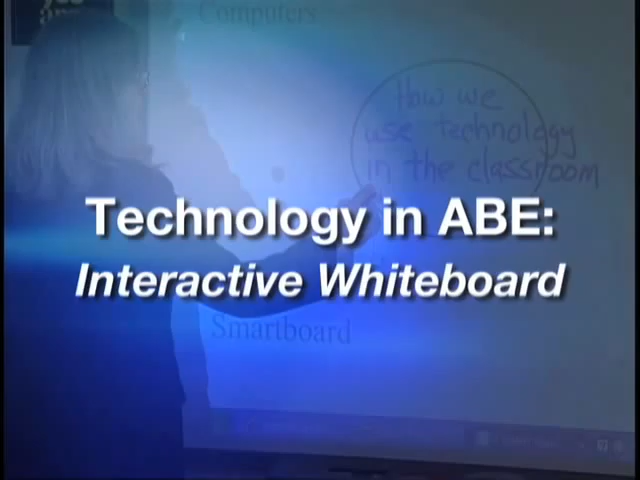 Computers
How we
use technology
in the classroom
Technology in ABE:
Interactive Whiteboard
Smartboard